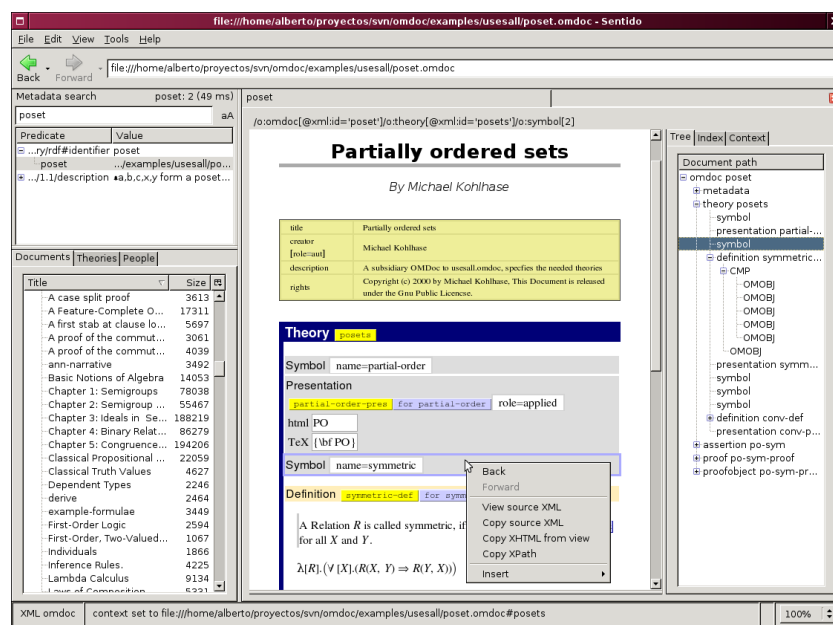 file:///home/alberto/proyectos/svn/omdoc/examples/usesall/poset.omdoc - Sentido
File Edit View Tools Help
Back Forward file:///home/alberto/proyectos/svn/omdoc/examples/usesall/poset.omdoc
Metadata search poset: 2 (49 ms)
poset aA
Predicate Value
...ry/rdf#identifier poset
poset .../examples/usesall/po...
.../1.1/description a,b,c,x,y form a poset...
Documents Theories People
Title Size
A case split proof 3613
A Feature-Complete O... 17311
A first stab at clause lo... 5697
A proof of the commut... 3061
A proof of the commut... 4039
ann-narrative 3492
Basic Notions of Algebra 14053
Chapter 1: Semigroups 78038
Chapter 2: Semigroup ... 55467
Chapter 3: Ideals in Se... 188219
Chapter 4: Binary Relat... 86279
Chapter 5: Congruence... 194206
Classical Propositional ... 22059
Classical Truth Values 4627
Dependent Types 2246
derive 2464
example-formulae 3449
First-Order Logic 2594
First-Order, Two-Valued... 1067
Individuals 1866
Inference Rules. 4225
Lambda Calculus 9134
Laws of Composition 5331
poset
/o:omdoc[@xml:id='poset']/o:theory[@xml:id='posets']/o:symbol[2]
Partially ordered sets
By Michael Kohlhase
title Partially ordered sets
creator
[role=aut] Michael Kohlhase
description A subsidiary OMDoc to usesall.omdoc, specfies the needed theories
rights Copyright (c) 2000 by Michael Kohlhase, This Document is released
under the Gnu Public Licencse.
Theory posets
Symbol name=partial-order
Presentation
partial-order-pres for partial-order role=applied
html PO
TeX {\bf PO}
Symbol name=symmetric
Definition symmetric-def for symm
A Relation R is called symmetric, if
for all X and Y.
λ[R].(∀ [X].(R(X, Y) ⇒ R(Y, X)))
Back
Forward
View source XML
Copy source XML
Copy XHTML from view
Copy XPath
Insert
Tree Index Context
Document path
omdoc poset
metadata
theory posets
symbol
presentation partial-...
symbol
definition symmetric...
CMP
OMOBJ
OMOBJ
OMOBJ
OMOBJ
OMOBJ
presentation symm...
symbol
symbol
symbol
definition conv-def
presentation conv-p...
assertion po-sym
proof po-sym-proof
proofobject po-sym-pr...
XML omdoc context set to file:///home/alberto/proyectos/svn/omdoc/examples/usesall/poset.omdoc#posets 100%